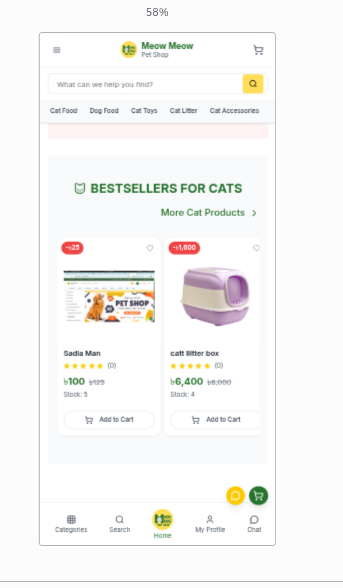 58%
Meow Meow
Pet Shop
What can we help you find?
Cat Food Dog Food Cat Toys Cat Litter Cat Accessories
BESTSELLERS FOR CATS
More Cat Products
-৳25 -৳1,600
PET SHOP
Sadia Man catt litter box
(0) (0)
৳100 ৳125 ৳6,400 ৳8,000
Stock: 5 Stock: 4
Add to Cart Add to Cart
Categories Search Home My Profile Chat